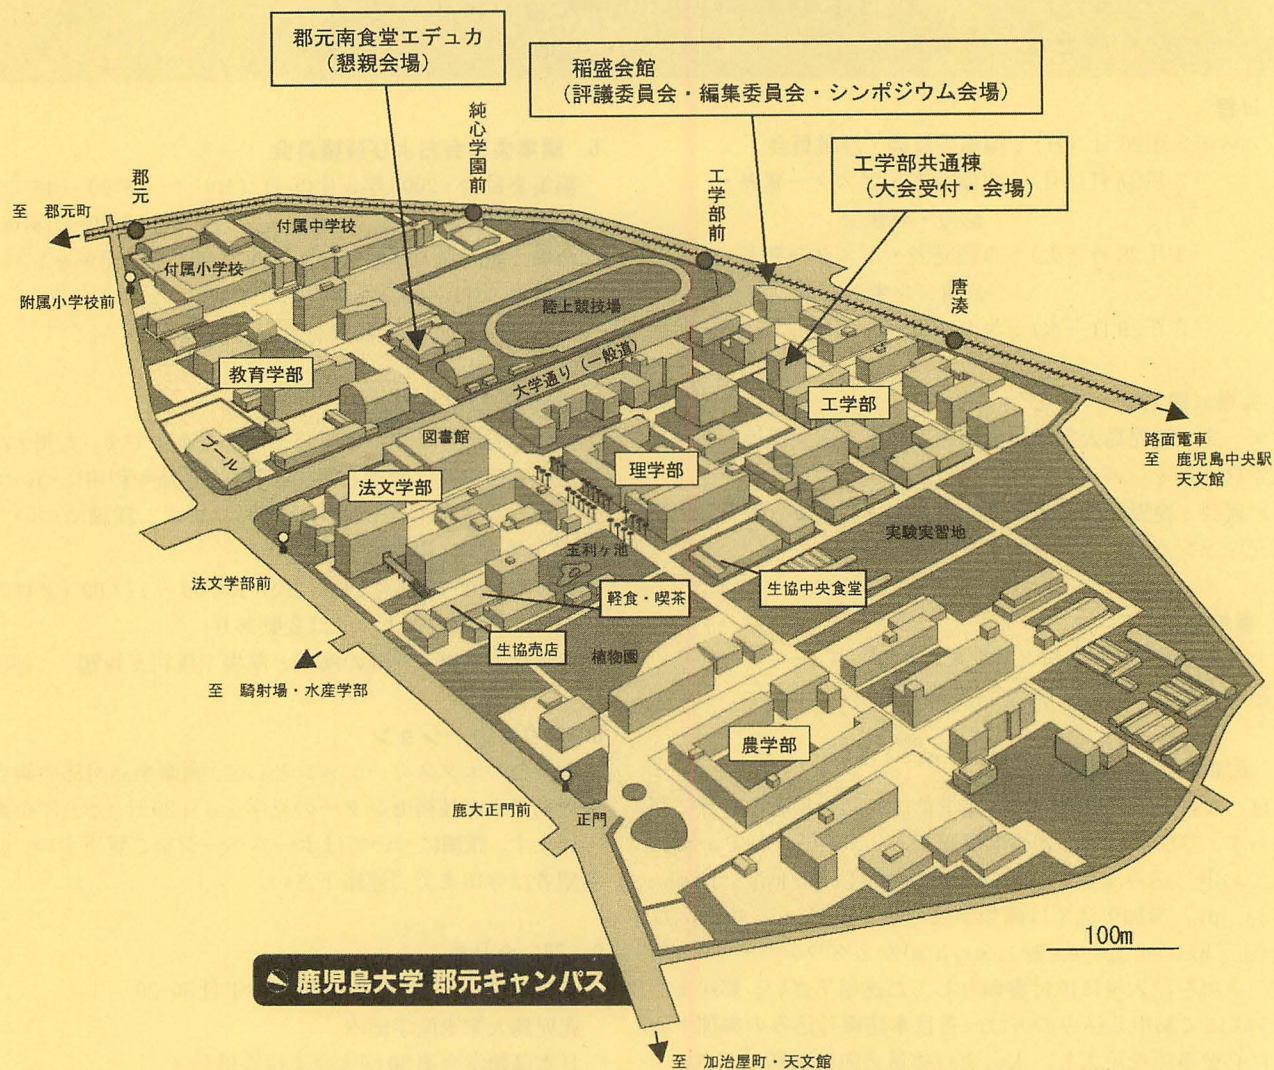 郡元南食堂エデュカ
（懇親会場）
稲盛会館
（評議委員会・編集委員会・シンポジウム会場）
工学部共通棟
（大会受付・会場）
純心学園前
郡元
工学部前
唐湊
至　郡元町
付属中学校
付属小学校
附属小学校前
陸上競技場
大学通り（一般道）
教育学部
工学部
プール
図書館
法文学部
理学部
路面電車
至　鹿児島中央駅
天文館
実験実習地
玉利ヶ池
法文学部前
軽食・喫茶
生協中央食堂
生協売店
植物園
至　騎射場・水産学部
農学部
鹿大正門前
正門
100m
鹿児島大学 郡元キャンパス
至　加治屋町・天文館